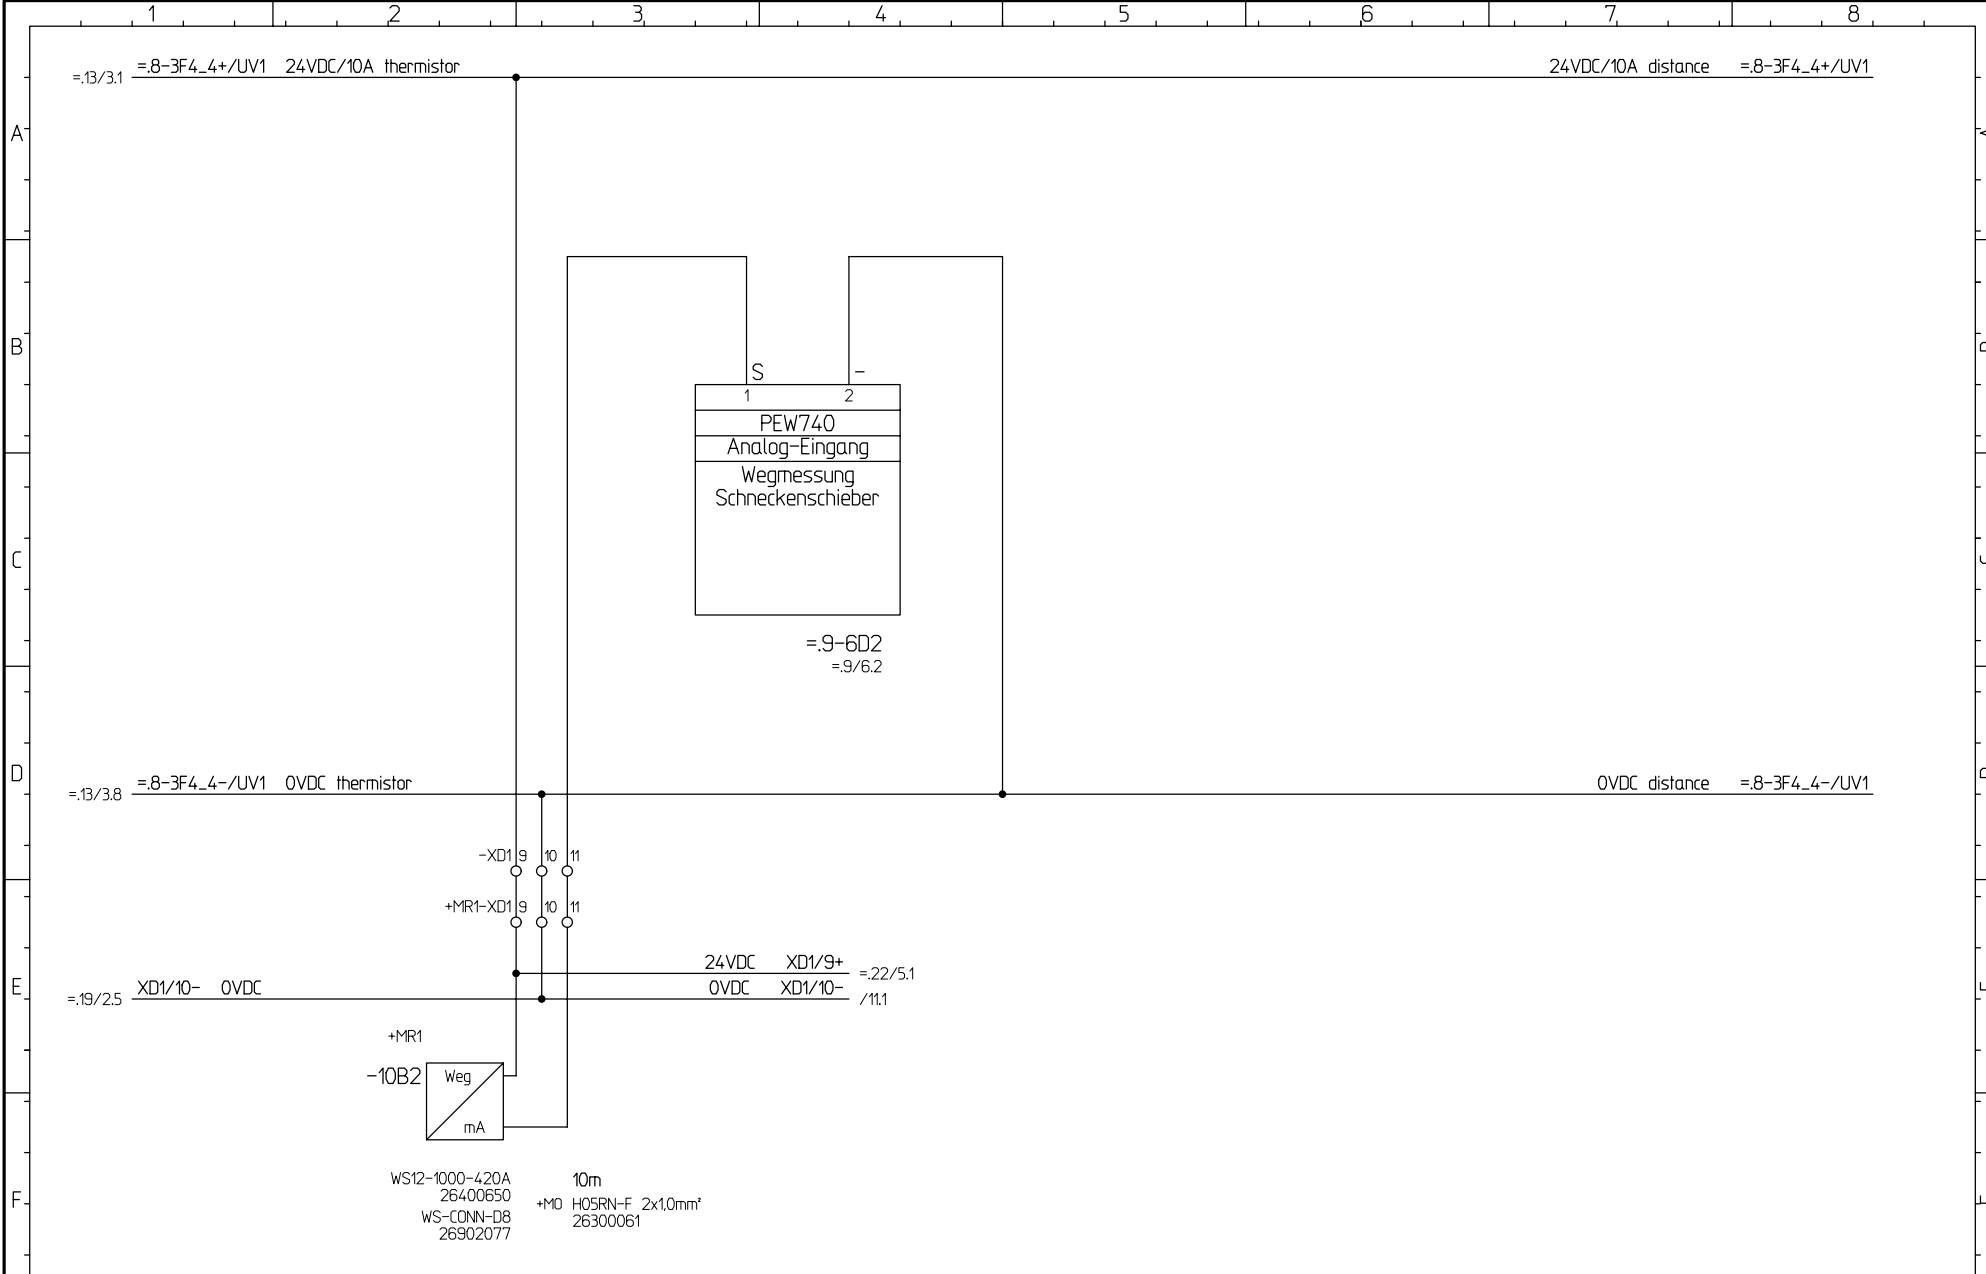 1 2 3 4 5 6 7 8
=.13/3.1 =.8-3F4_4+/UV1 24VDC/10A thermistor 24VDC/10A distance =.8-3F4_4+/UV1
A
B
S -
1 2
PEW740
Analog-Eingang
Wegmessung
Schneckenschieber
C
=.9-6D2
=.9/6.2
D
=.13/3.8 =.8-3F4_4-/UV1 0VDC thermistor 0VDC distance =.8-3F4_4-/UV1
-XD1 9 10 11
+MR1-XD1 9 10 11
24VDC XD1/9+ =.22/5.1
E
=.19/2.5 XD1/10- 0VDC 0VDC XD1/10- /11.1
+MR1
-10B2 Weg
mA
WS12-1000-420A 10m
26400650
+M0 H05RN-F 2x1,0mm²
F
WS-CONN-D8 26300061
26902077